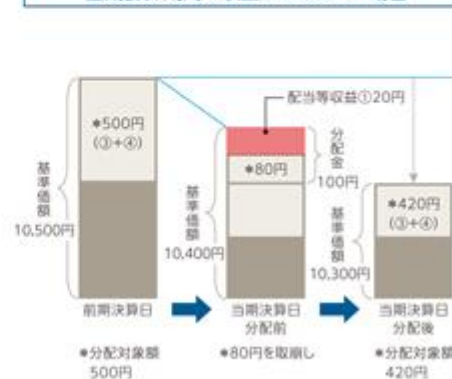 *500円
(③+④)
基準価額
10,500円
前期決算日
*分配対象額
500円
配当等収益①20円
*80円
分配金
100円
基準価額
10,400円
当期決算日
分配前
*80円を取崩し
*420円
(③+④)
基準価額
10,300円
当期決算日
分配後
*分配対象額
420円